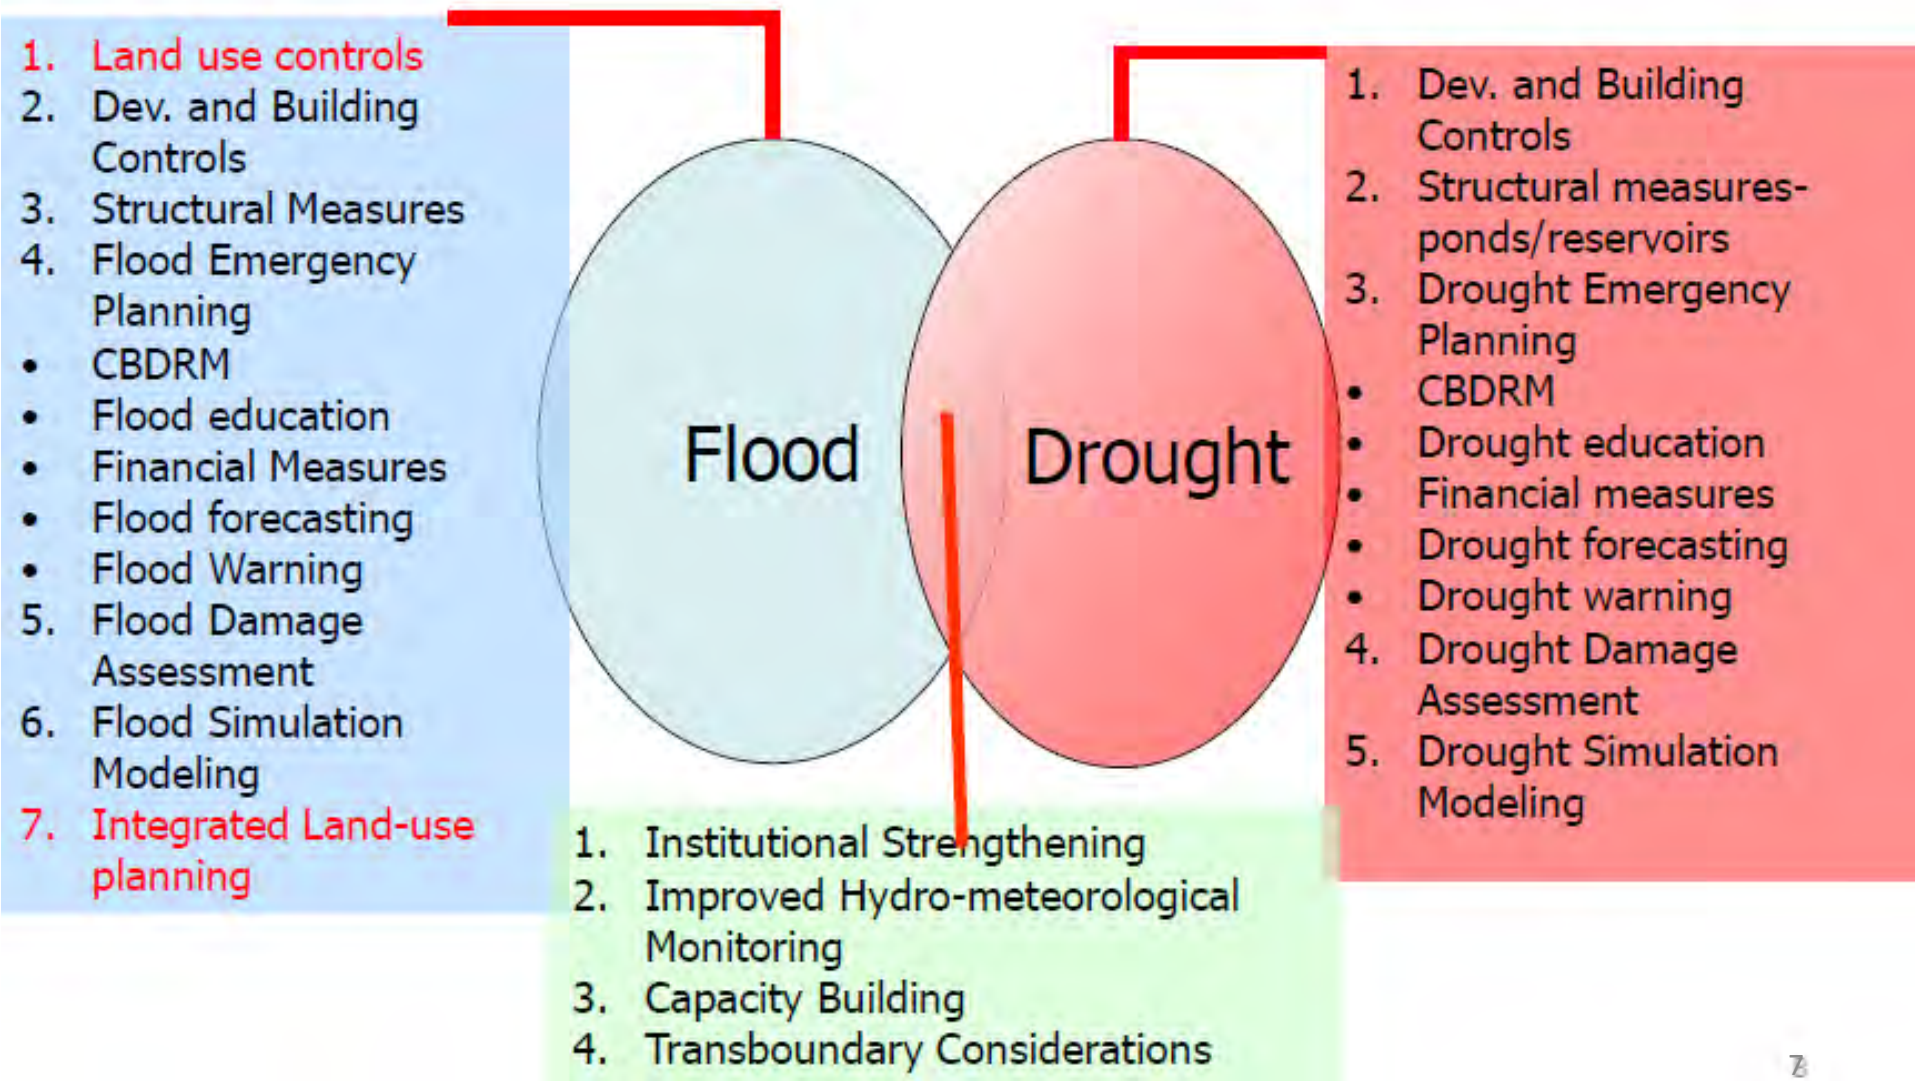 1. Land use controls
2. Dev. and Building
Controls
3. Structural Measures
4. Flood Emergency
Planning
• CBDRM
• Flood education
• Financial Measures
• Flood forecasting
• Flood Warning
5. Flood Damage
Assessment
6. Flood Simulation
Modeling
7. Integrated Land-use
planning
Flood
Drought
1. Dev. and Building
Controls
2. Structural measures-
ponds/reservoirs
3. Drought Emergency
Planning
• CBDRM
• Drought education
• Financial measures
• Drought forecasting
• Drought warning
4. Drought Damage
Assessment
5. Drought Simulation
Modeling
1. Institutional Strengthening
2. Improved Hydro-meteorological
Monitoring
3. Capacity Building
4. Transboundary Considerations